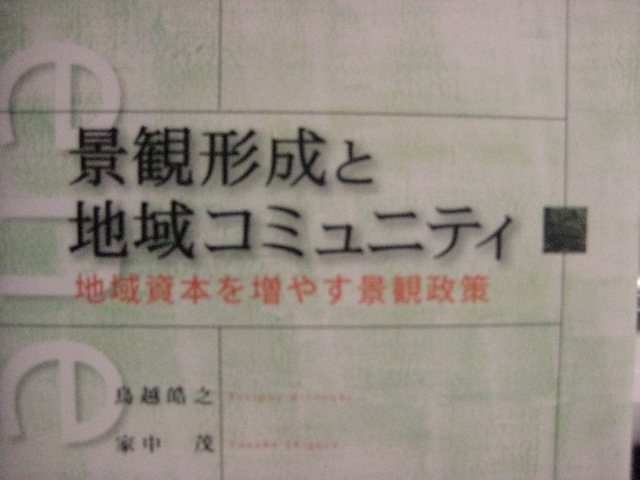 景観形成と
地域コミュニティ
地域資本を増やす景観政策
鳥越皓之
家中 茂